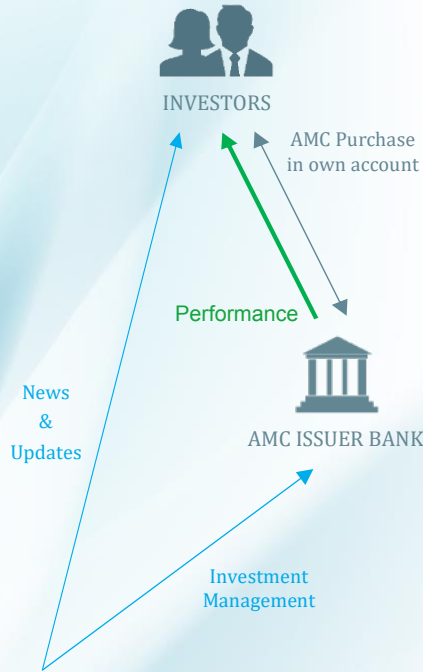 INVESTORS
AMC Purchase
in own account
Performance
News
&
Updates
AMC ISSUER BANK
Investment
Management